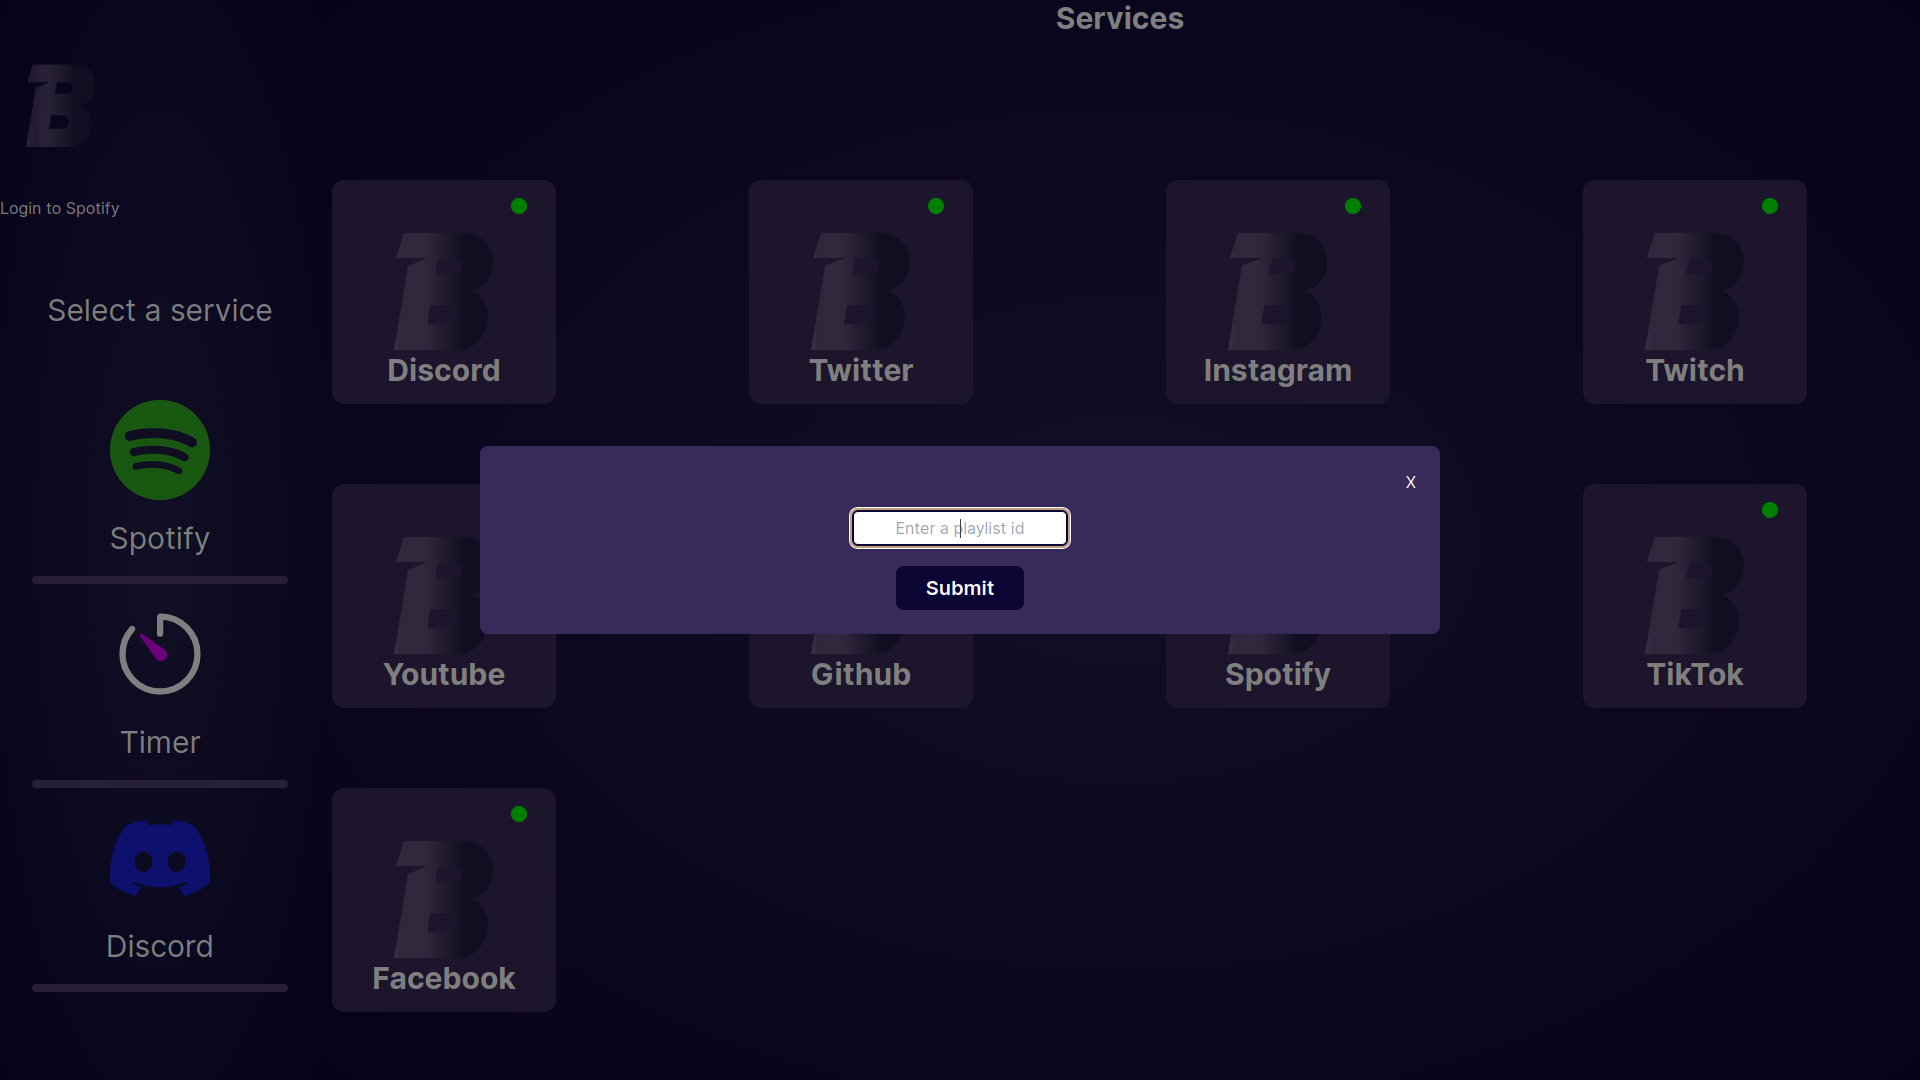 Services
Login to Spotify
Select a service
Spotify
Timer
Discord
Discord
Twitter
Instagram
Twitch
X
Enter a playlist id
Submit
Youtube
Github
Spotify
TikTok
Facebook